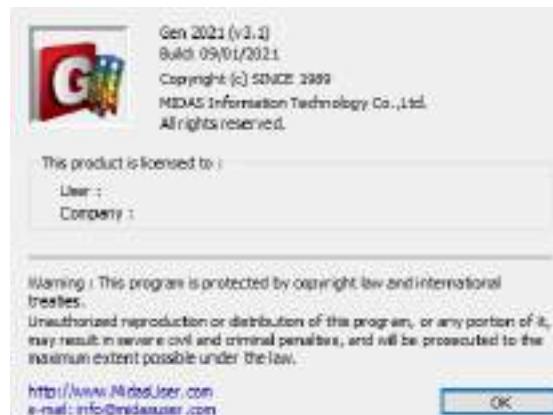 Gen 2021 (v3.1)
Build: 09/01/2021
Copyright (c) SINCE 1989
MIDAS Information Technology Co.,Ltd.
All rights reserved.
This product is licensed to :
User :
Company :
Warning : This program is protected by copyright law and international
treaties.
Unauthorized reproduction or distribution of this program, or any portion of it,
may result in severe civil and criminal penalties, and will be prosecuted to the
maximum extent possible under the law.
http://www.MidasUser.com
e-mail: info@midasuser.com
OK